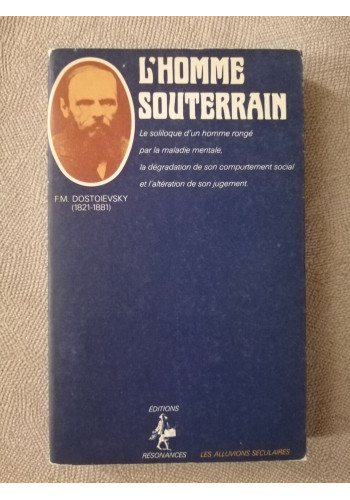 L'HOMME
SOUTERRAIN
Le soliloque d'un homme rongé
par la maladie mentale,
la dégradation de son comportement social
et l'altération de son jugement.
F.M. DOSTOIEVSKY
(1821-1881)
EDITIONS
RESONANCES
LES ALLUVIONS SECULAIRES